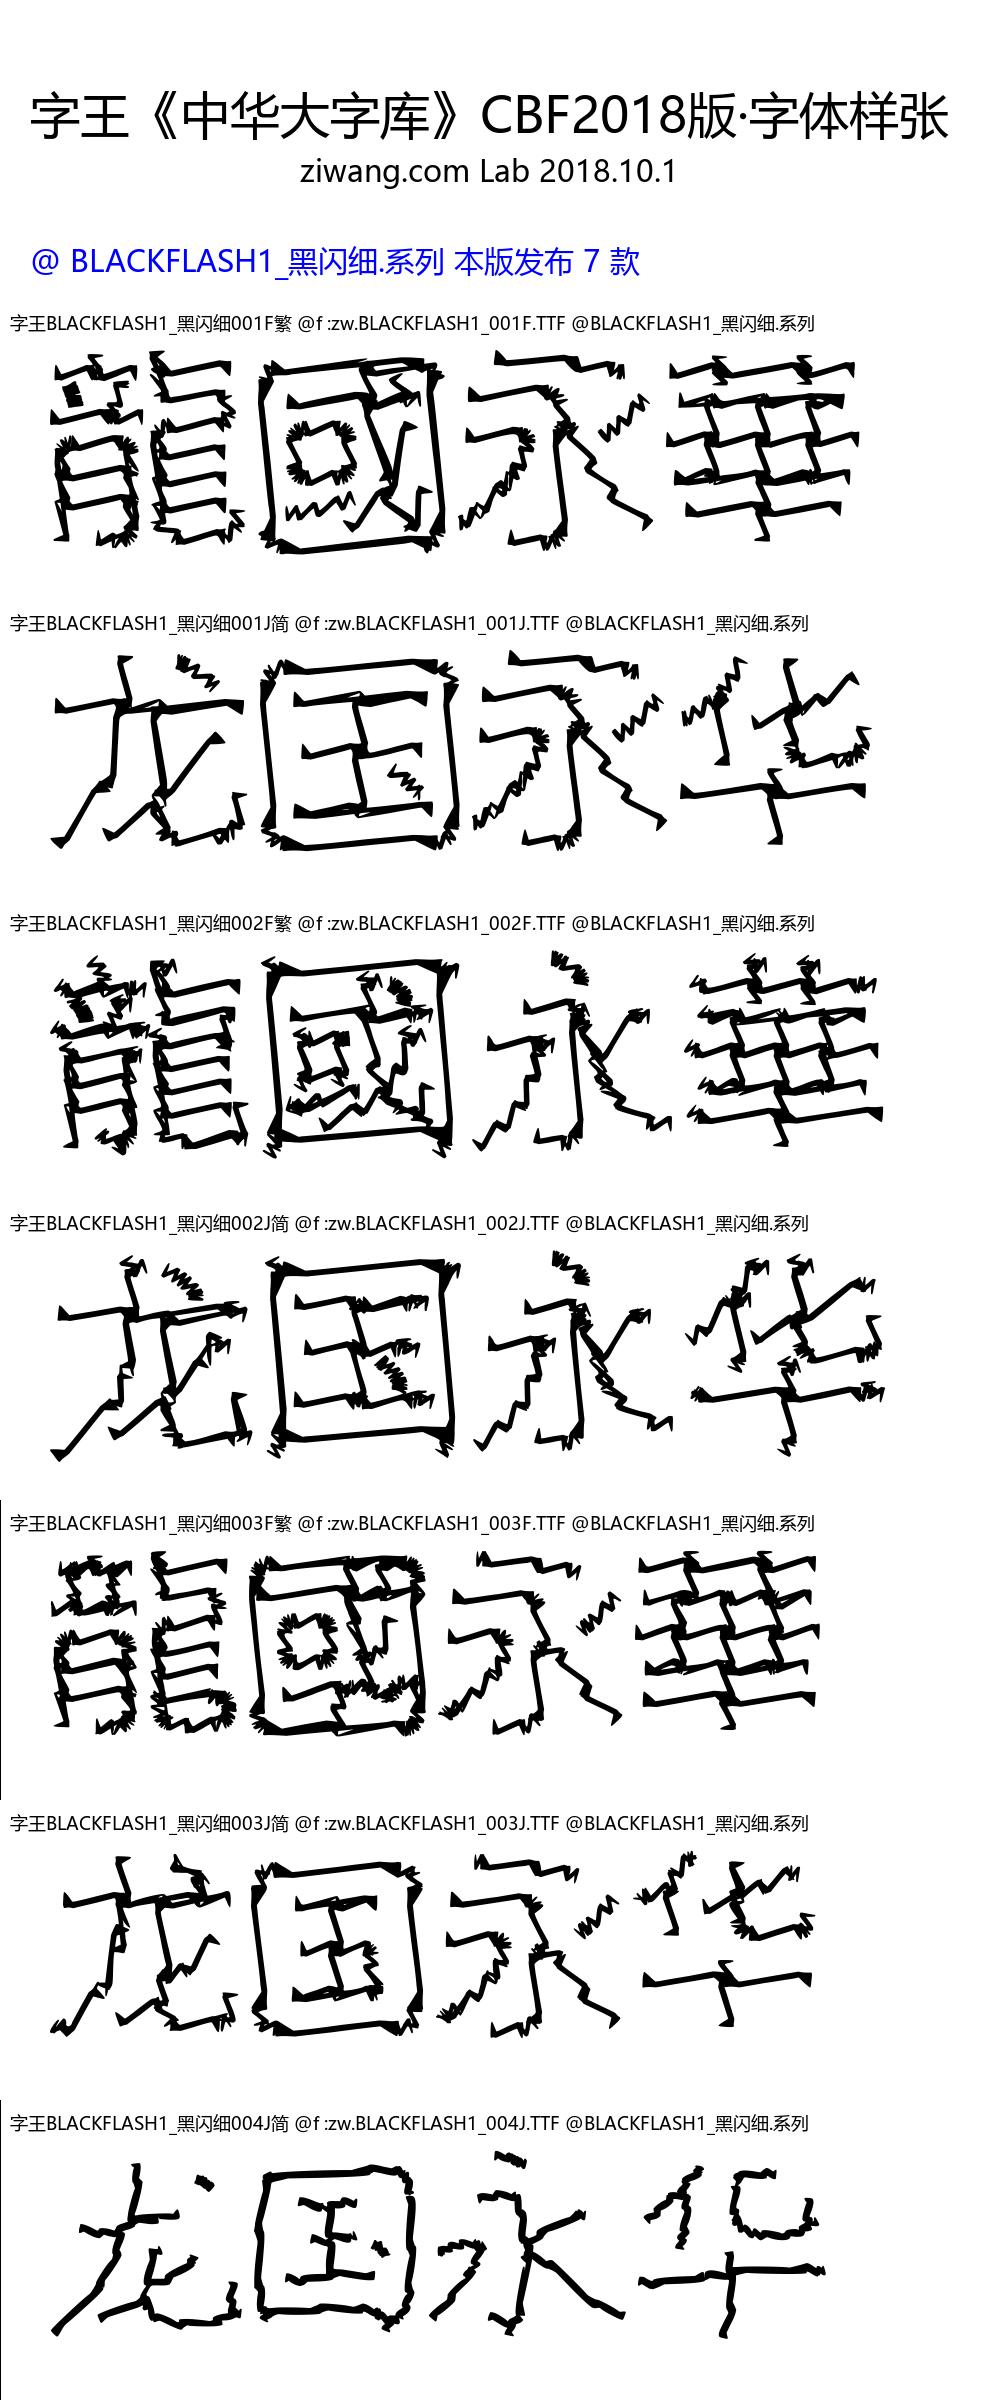 字王《中华大字库》CBF2018版·字体样张
ziwang.com Lab 2018.10.1
@ BLACKFLASH1_黑闪细.系列 本版发布 7 款
字王BLACKFLASH1_黑闪细001F繁 @f :zw.BLACKFLASH1_001F.TTF @BLACKFLASH1_黑闪细.系列
龍國永華
字王BLACKFLASH1_黑闪细001J简 @f :zw.BLACKFLASH1_001J.TTF @BLACKFLASH1_黑闪细.系列
龙国永华
字王BLACKFLASH1_黑闪细002F繁 @f :zw.BLACKFLASH1_002F.TTF @BLACKFLASH1_黑闪细.系列
龍國永華
字王BLACKFLASH1_黑闪细002J简 @f :zw.BLACKFLASH1_002J.TTF @BLACKFLASH1_黑闪细.系列
龙国永华
字王BLACKFLASH1_黑闪细003F繁 @f :zw.BLACKFLASH1_003F.TTF @BLACKFLASH1_黑闪细.系列
龍國永華
字王BLACKFLASH1_黑闪细003J简 @f :zw.BLACKFLASH1_003J.TTF @BLACKFLASH1_黑闪细.系列
龙国永华
字王BLACKFLASH1_黑闪细004J简 @f :zw.BLACKFLASH1_004J.TTF @BLACKFLASH1_黑闪细.系列
龙国永华